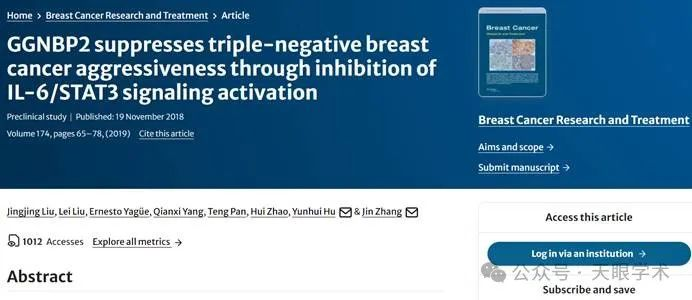 Home > Breast Cancer Research and Treatment > Article
GGNBP2 suppresses triple-negative breast
cancer aggressiveness through inhibition of
IL-6/STAT3 signaling activation
Preclinical study | Published: 19 November 2018
Volume 174, pages 65–78, (2019) Cite this article
Breast Cancer
Breast Cancer Research and Treatment
Aims and scope →
Submit manuscript →
Jingjing Liu, Lei Liu, Ernesto Yagüe, Qianxi Yang, Teng Pan, Hui Zhao, Yunhui Hu & Jin Zhang
1012 Accesses Explore all metrics →
Abstract
Access this article
Log in via an institution →
公众号 · 天眼学术
Subscribe and save